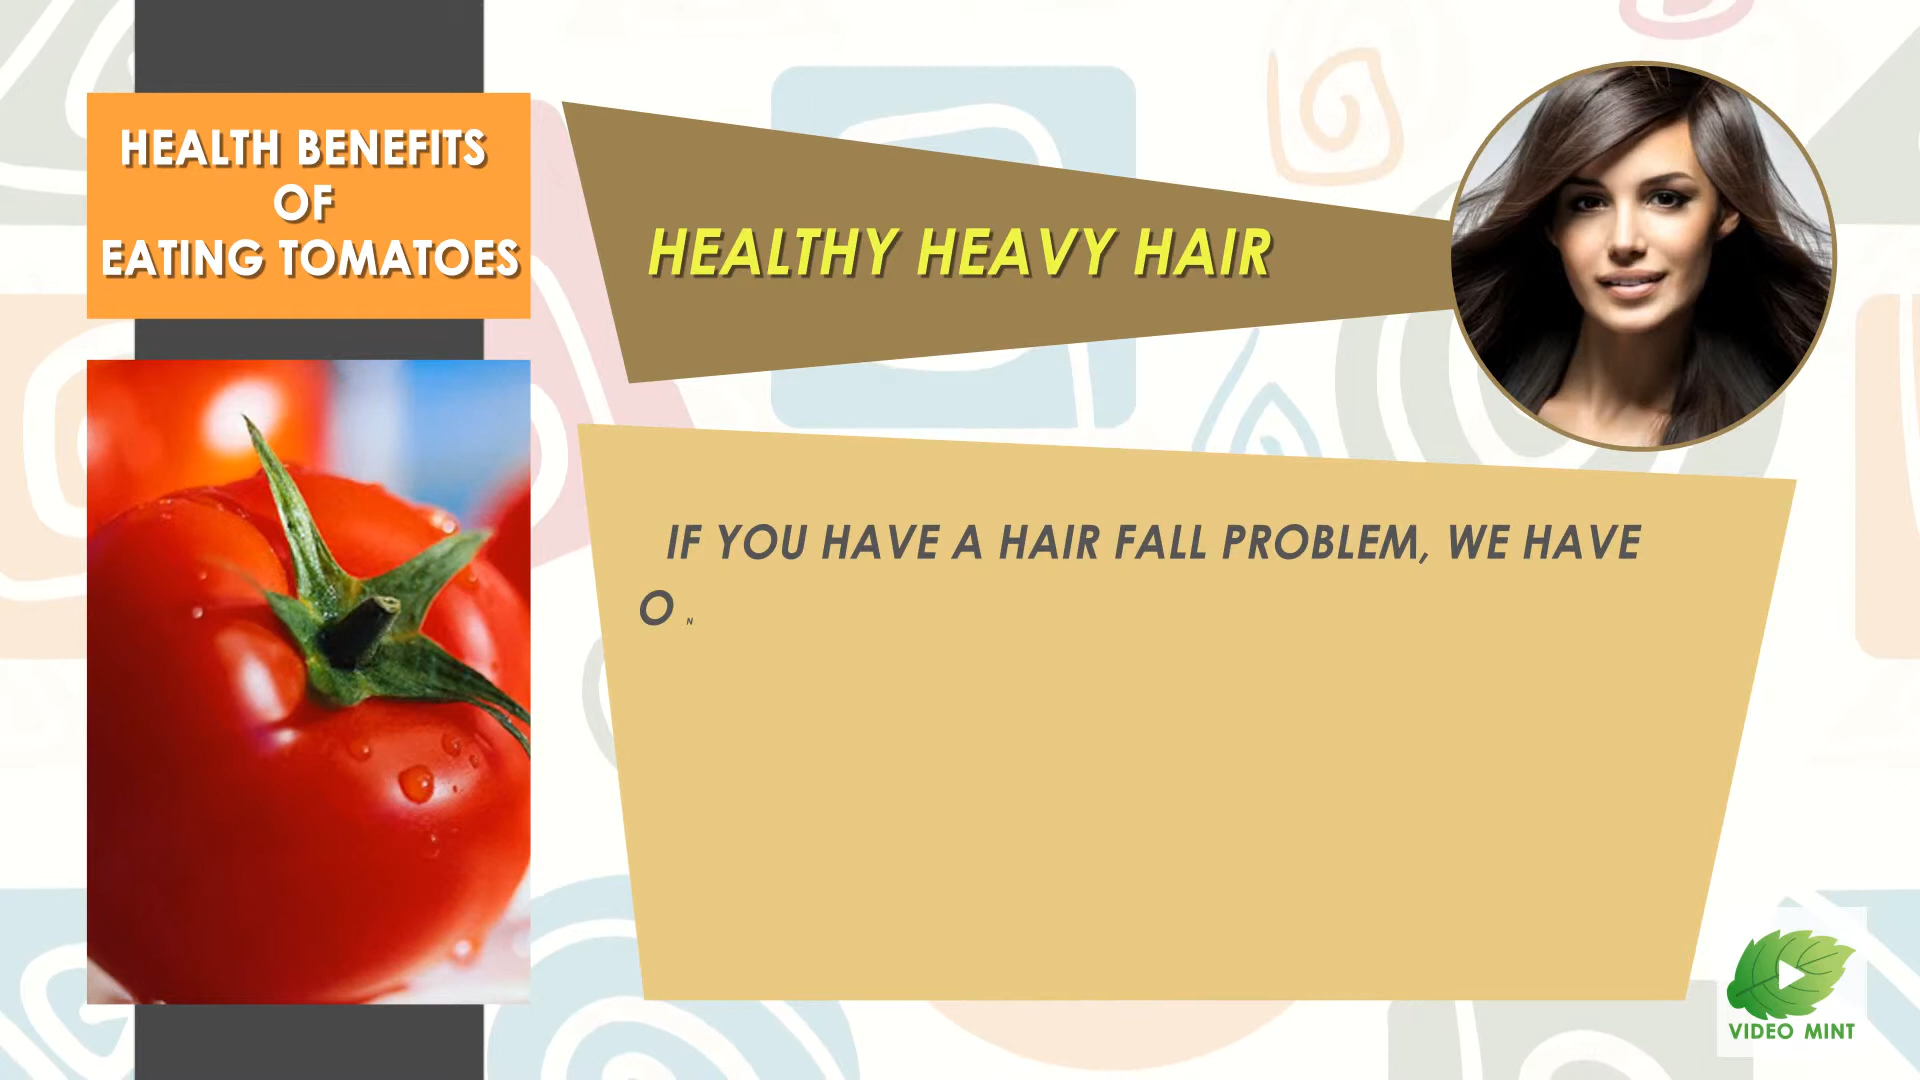 HEALTH BENEFITS
OF
EATING TOMATOES
HEALTHY HEAVY HAIR
IF YOU HAVE A HAIR FALL PROBLEM, WE HAVE
O N
VIDEO MINT